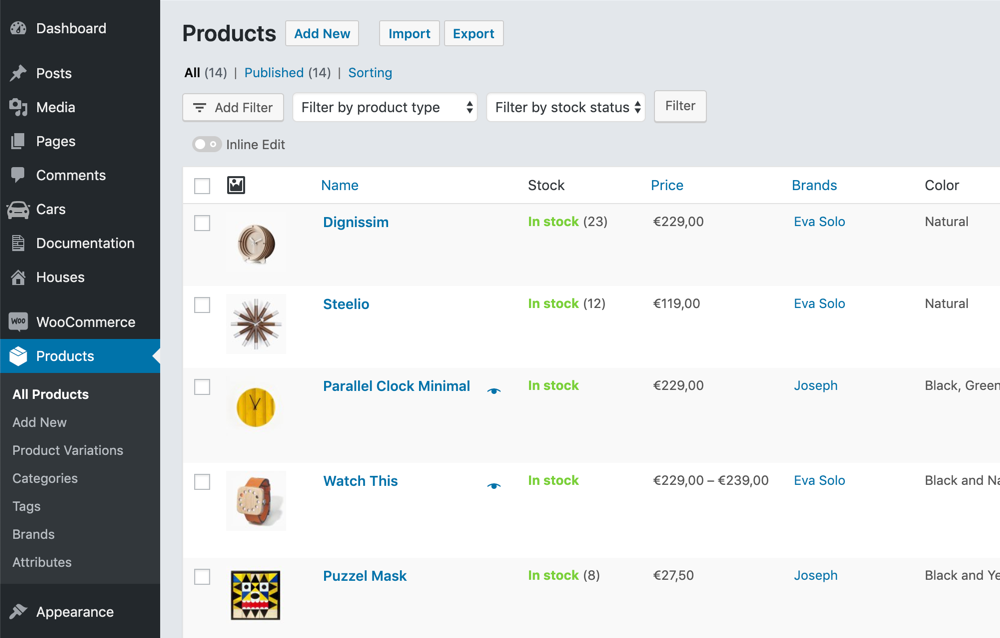 Dashboard
Posts
Media
Pages
Comments
Cars
Documentation
Houses
WOO WooCommerce
Products
All Products
Add New
Product Variations
Categories
Tags
Brands
Attributes
Appearance
Products Add New Import Export
All (14) | Published (14) | Sorting
Add Filter Filter by product type Filter by stock status Filter
Inline Edit
Name Stock Price Brands Color
Dignissim In stock (23) €229,00 Eva Solo Natural
Steelio In stock (12) €119,00 Eva Solo Natural
Parallel Clock Minimal In stock €229,00 Joseph Black, Green
Watch This In stock €229,00 – €239,00 Eva Solo Black and Na
Puzzel Mask In stock (8) €27,50 Joseph Black and Ye